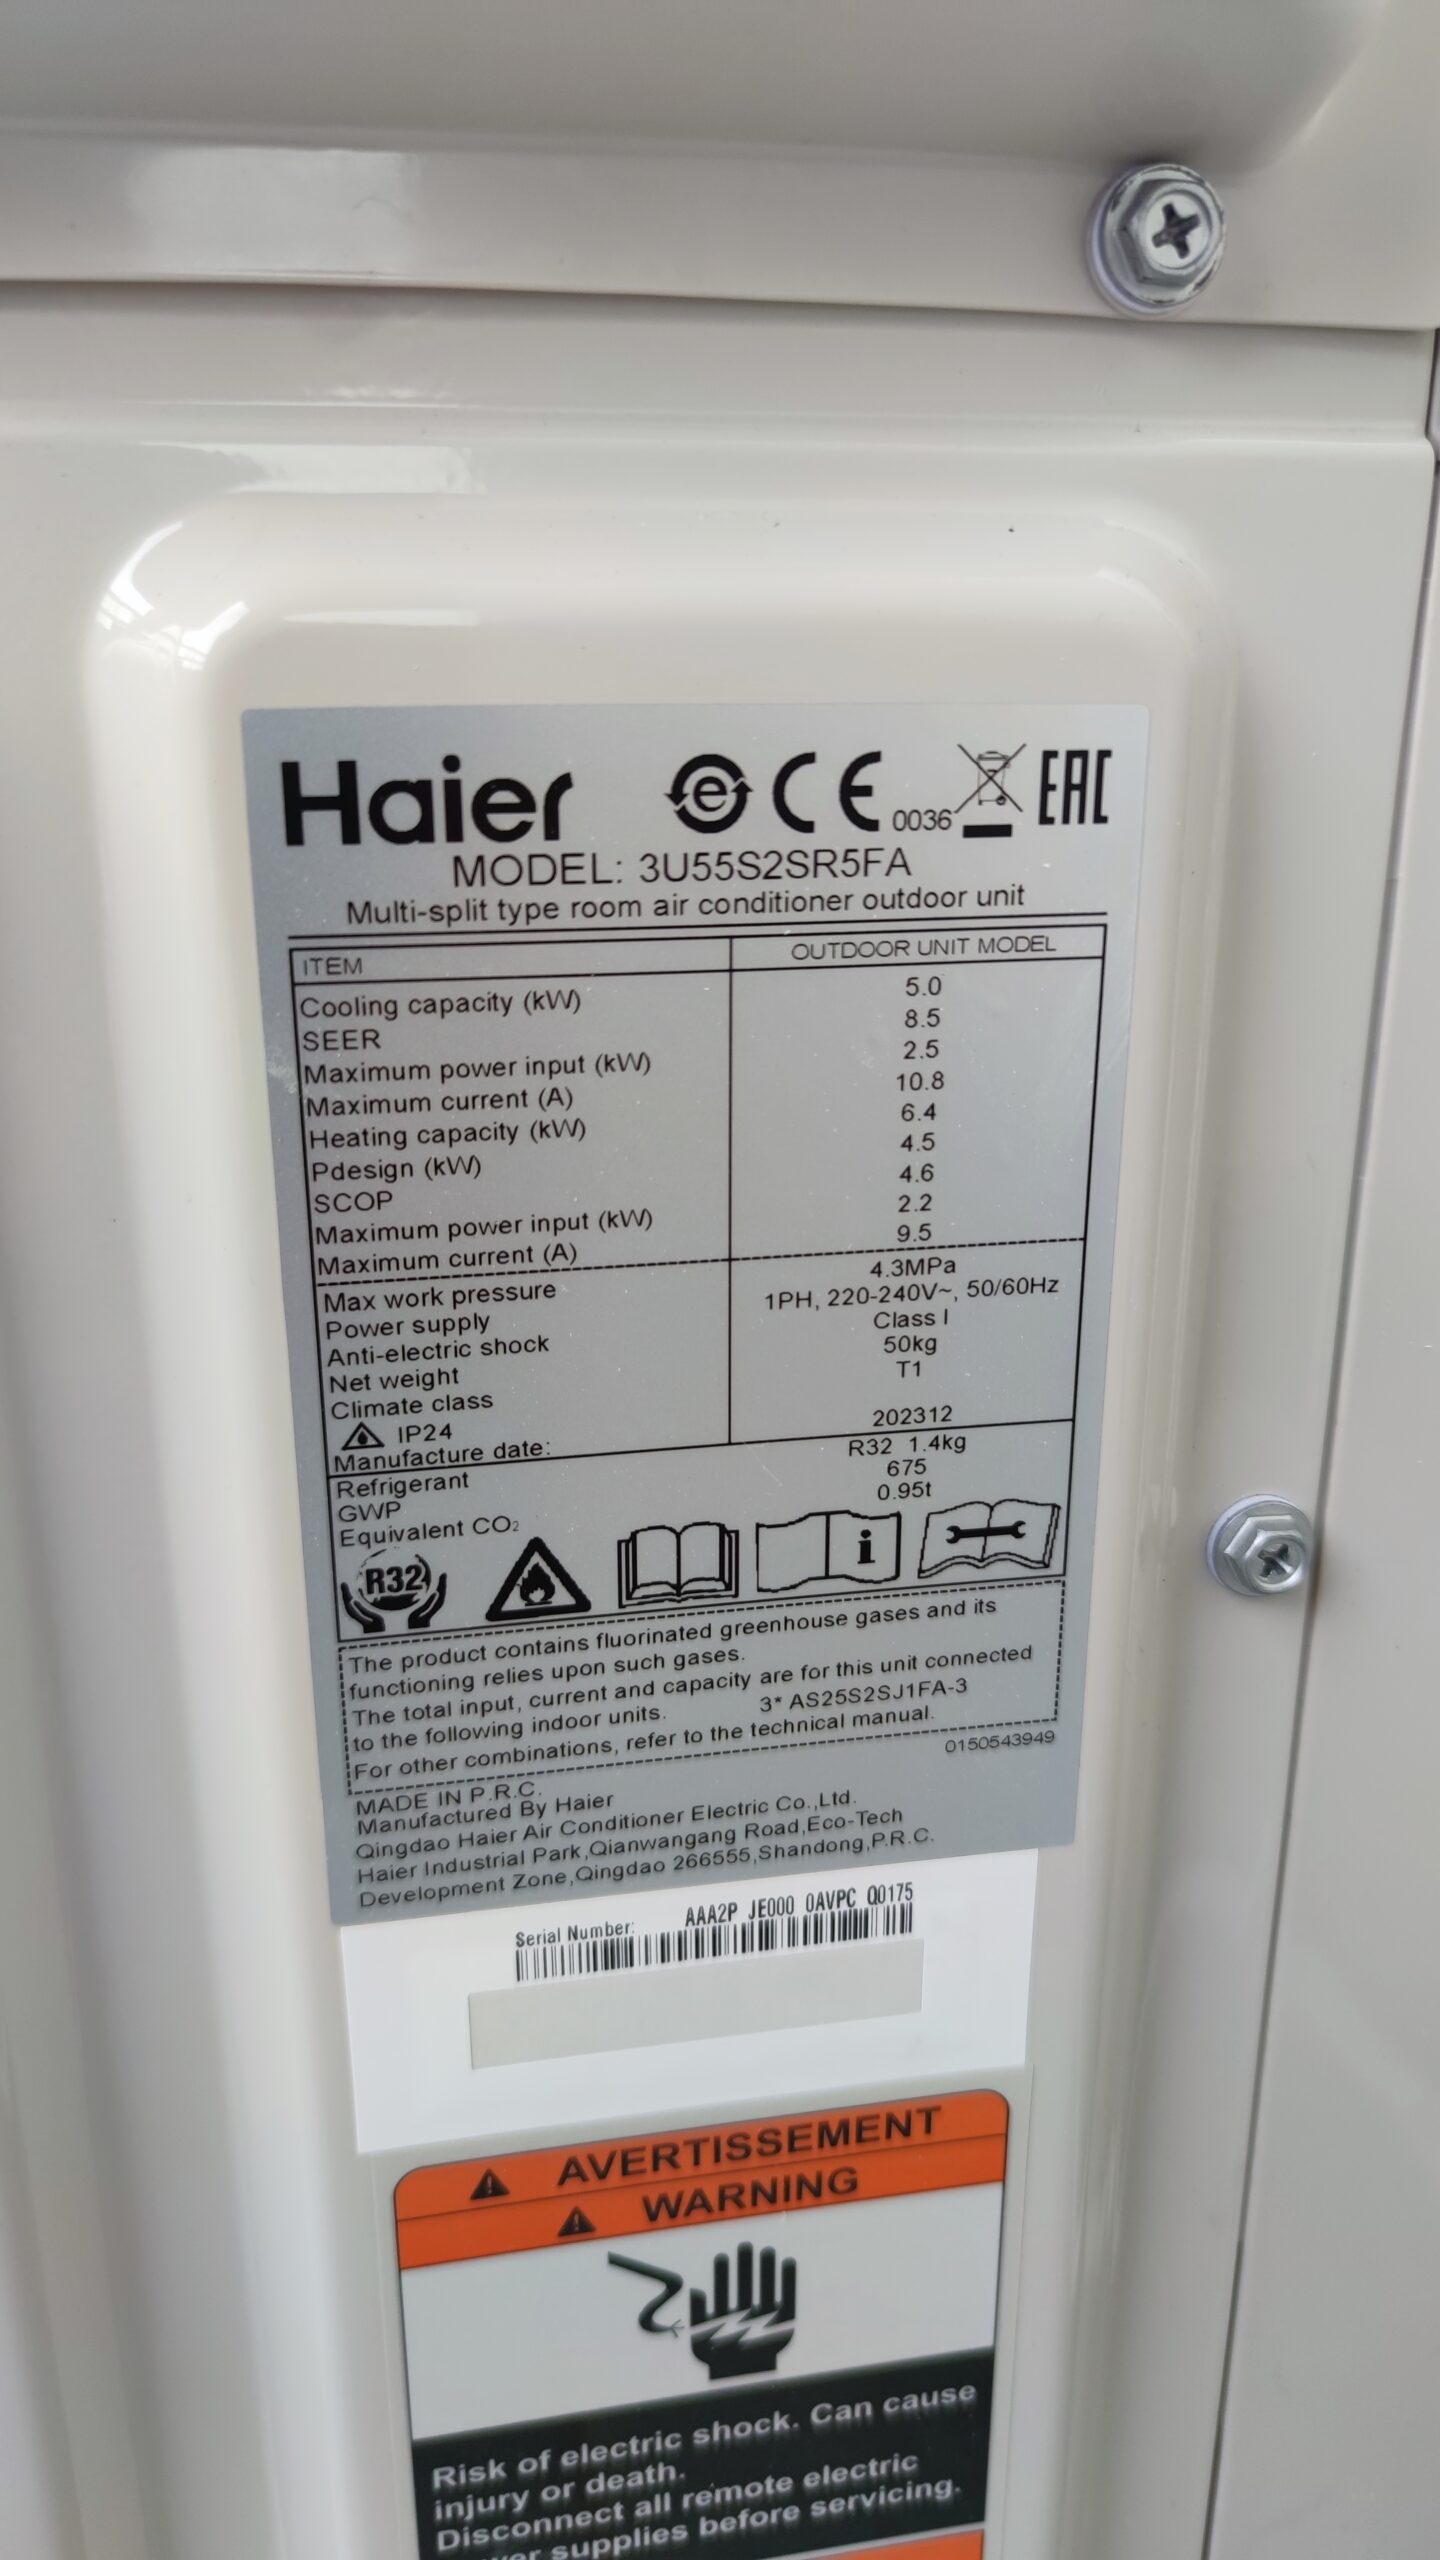 Haier CE 0036 EAC
MODEL: 3U55S2SR5FA
Multi-split type room air conditioner outdoor unit
ITEM OUTDOOR UNIT MODEL
Cooling capacity (kW) 5.0
SEER 8.5
Maximum power input (kW) 2.5
Maximum current (A) 10.8
Heating capacity (kW) 6.4
Pdesign (kW) 4.5
SCOP 4.6
Maximum power input (kW) 2.2
Maximum current (A) 9.5
Max work pressure 4.3MPa
Power supply 1PH, 220-240V~, 50/60Hz
Anti-electric shock Class I
Net weight 50kg
Climate class T1
IP24
Manufacture date: 202312
Refrigerant R32 1.4kg
GWP 675
Equivalent CO₂ 0.95t
R32
The product contains fluorinated greenhouse gases and its
functioning relies upon such gases.
The total input, current and capacity are for this unit connected
to the following indoor units. 3* AS25S2SJ1FA-3
For other combinations, refer to the technical manual.
0150543949
MADE IN P.R.C.
Manufactured By Haier
Qingdao Haier Air Conditioner Electric Co.,Ltd.
Haier Industrial Park,Qianwangang Road,Eco-Tech
Development Zone,Qingdao 266555,Shandong,P.R.C.
Serial Number: AAA2P JE000 0AVPC Q0175
AVERTISSEMENT
WARNING
Risk of electric shock. Can cause
injury or death.
Disconnect all remote electric
supplies before servicing.